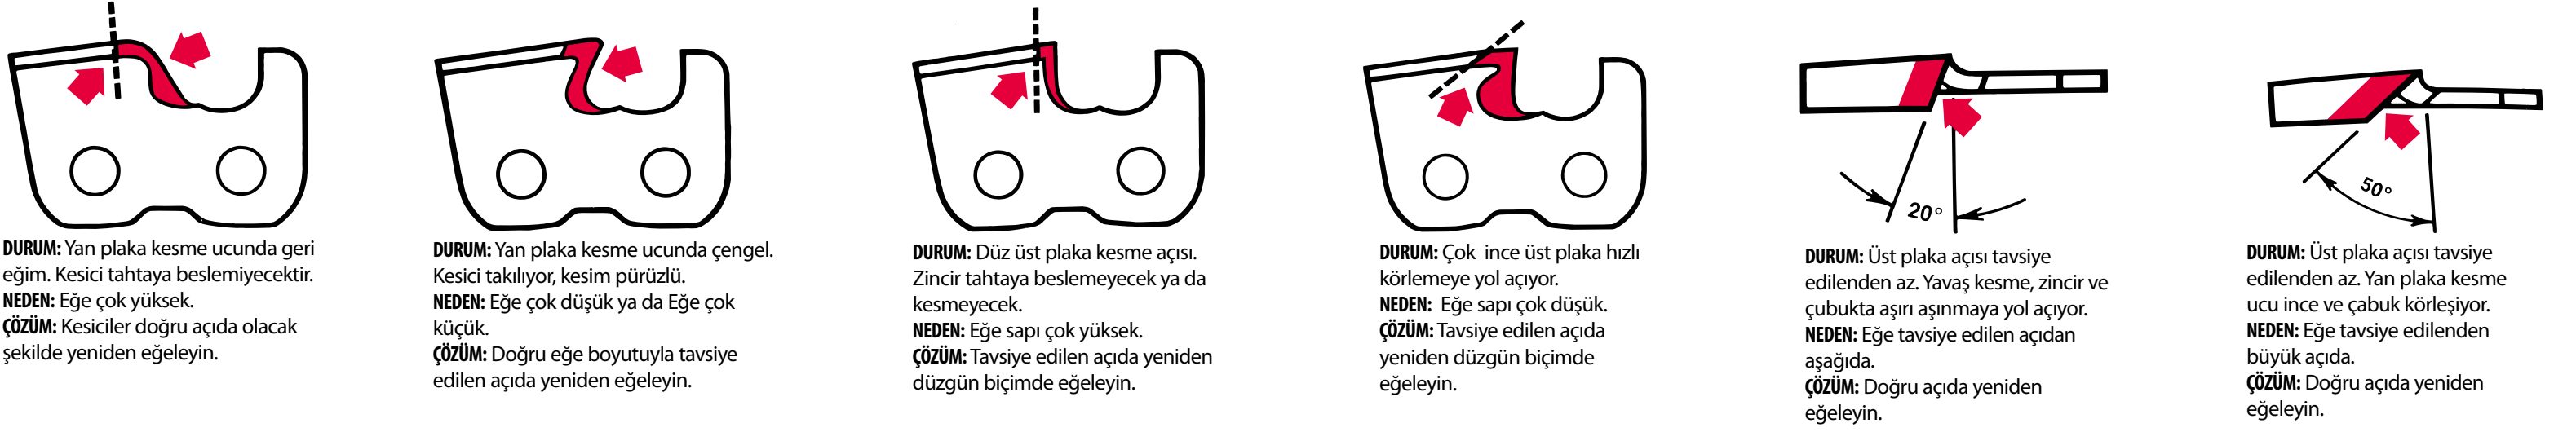 DURUM: Yan plaka kesme ucunda geri
eğim. Kesici tahtaya beslemiyecektir.
NEDEN: Eğe çok yüksek.
ÇÖZÜM: Kesiciler doğru açıda olacak
şekilde yeniden eğeleyin.
DURUM: Yan plaka kesme ucunda çengel.
Kesici takılıyor, kesim pürüzlü.
NEDEN: Eğe çok düşük ya da Eğe çok
küçük.
ÇÖZÜM: Doğru eğe boyutuyla tavsiye
edilen açıda yeniden eğeleyin.
DURUM: Düz üst plaka kesme açısı.
Zincir tahtaya beslemeyecek ya da
kesmeyecek.
NEDEN: Eğe sapı çok yüksek.
ÇÖZÜM: Tavsiye edilen açıda yeniden
düzgün biçimde eğeleyin.
DURUM: Çok ince üst plaka hızlı
körlemeye yol açıyor.
NEDEN: Eğe sapı çok düşük.
ÇÖZÜM: Tavsiye edilen açıda
yeniden düzgün biçimde
eğeleyin.
20°
DURUM: Üst plaka açısı tavsiye
edilenden az. Yavaş kesme, zincir ve
çubukta aşırı aşınmaya yol açıyor.
NEDEN: Eğe tavsiye edilen açıdan
aşağıda.
ÇÖZÜM: Doğru açıda yeniden
eğeleyin.
50°
DURUM: Üst plaka açısı tavsiye
edilenden az. Yan plaka kesme
ucu ince ve çabuk körleşiyor.
NEDEN: Eğe tavsiye edilenden
büyük açıda.
ÇÖZÜM: Doğru açıda yeniden
eğeleyin.